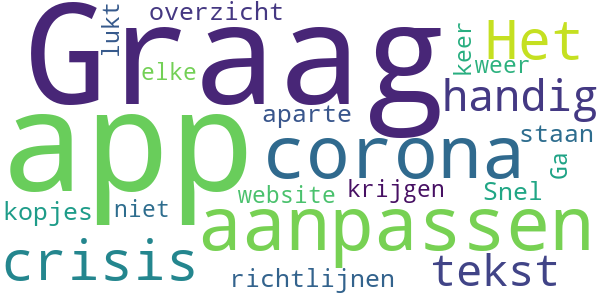 lukt overzicht
Graag
elke
keer
Het
weer
app
aparte
handig
corona
staan
Ga
kopjes
niet
website
krijgen
Snel
aanpassen
crisis
richtlijnen
tekst